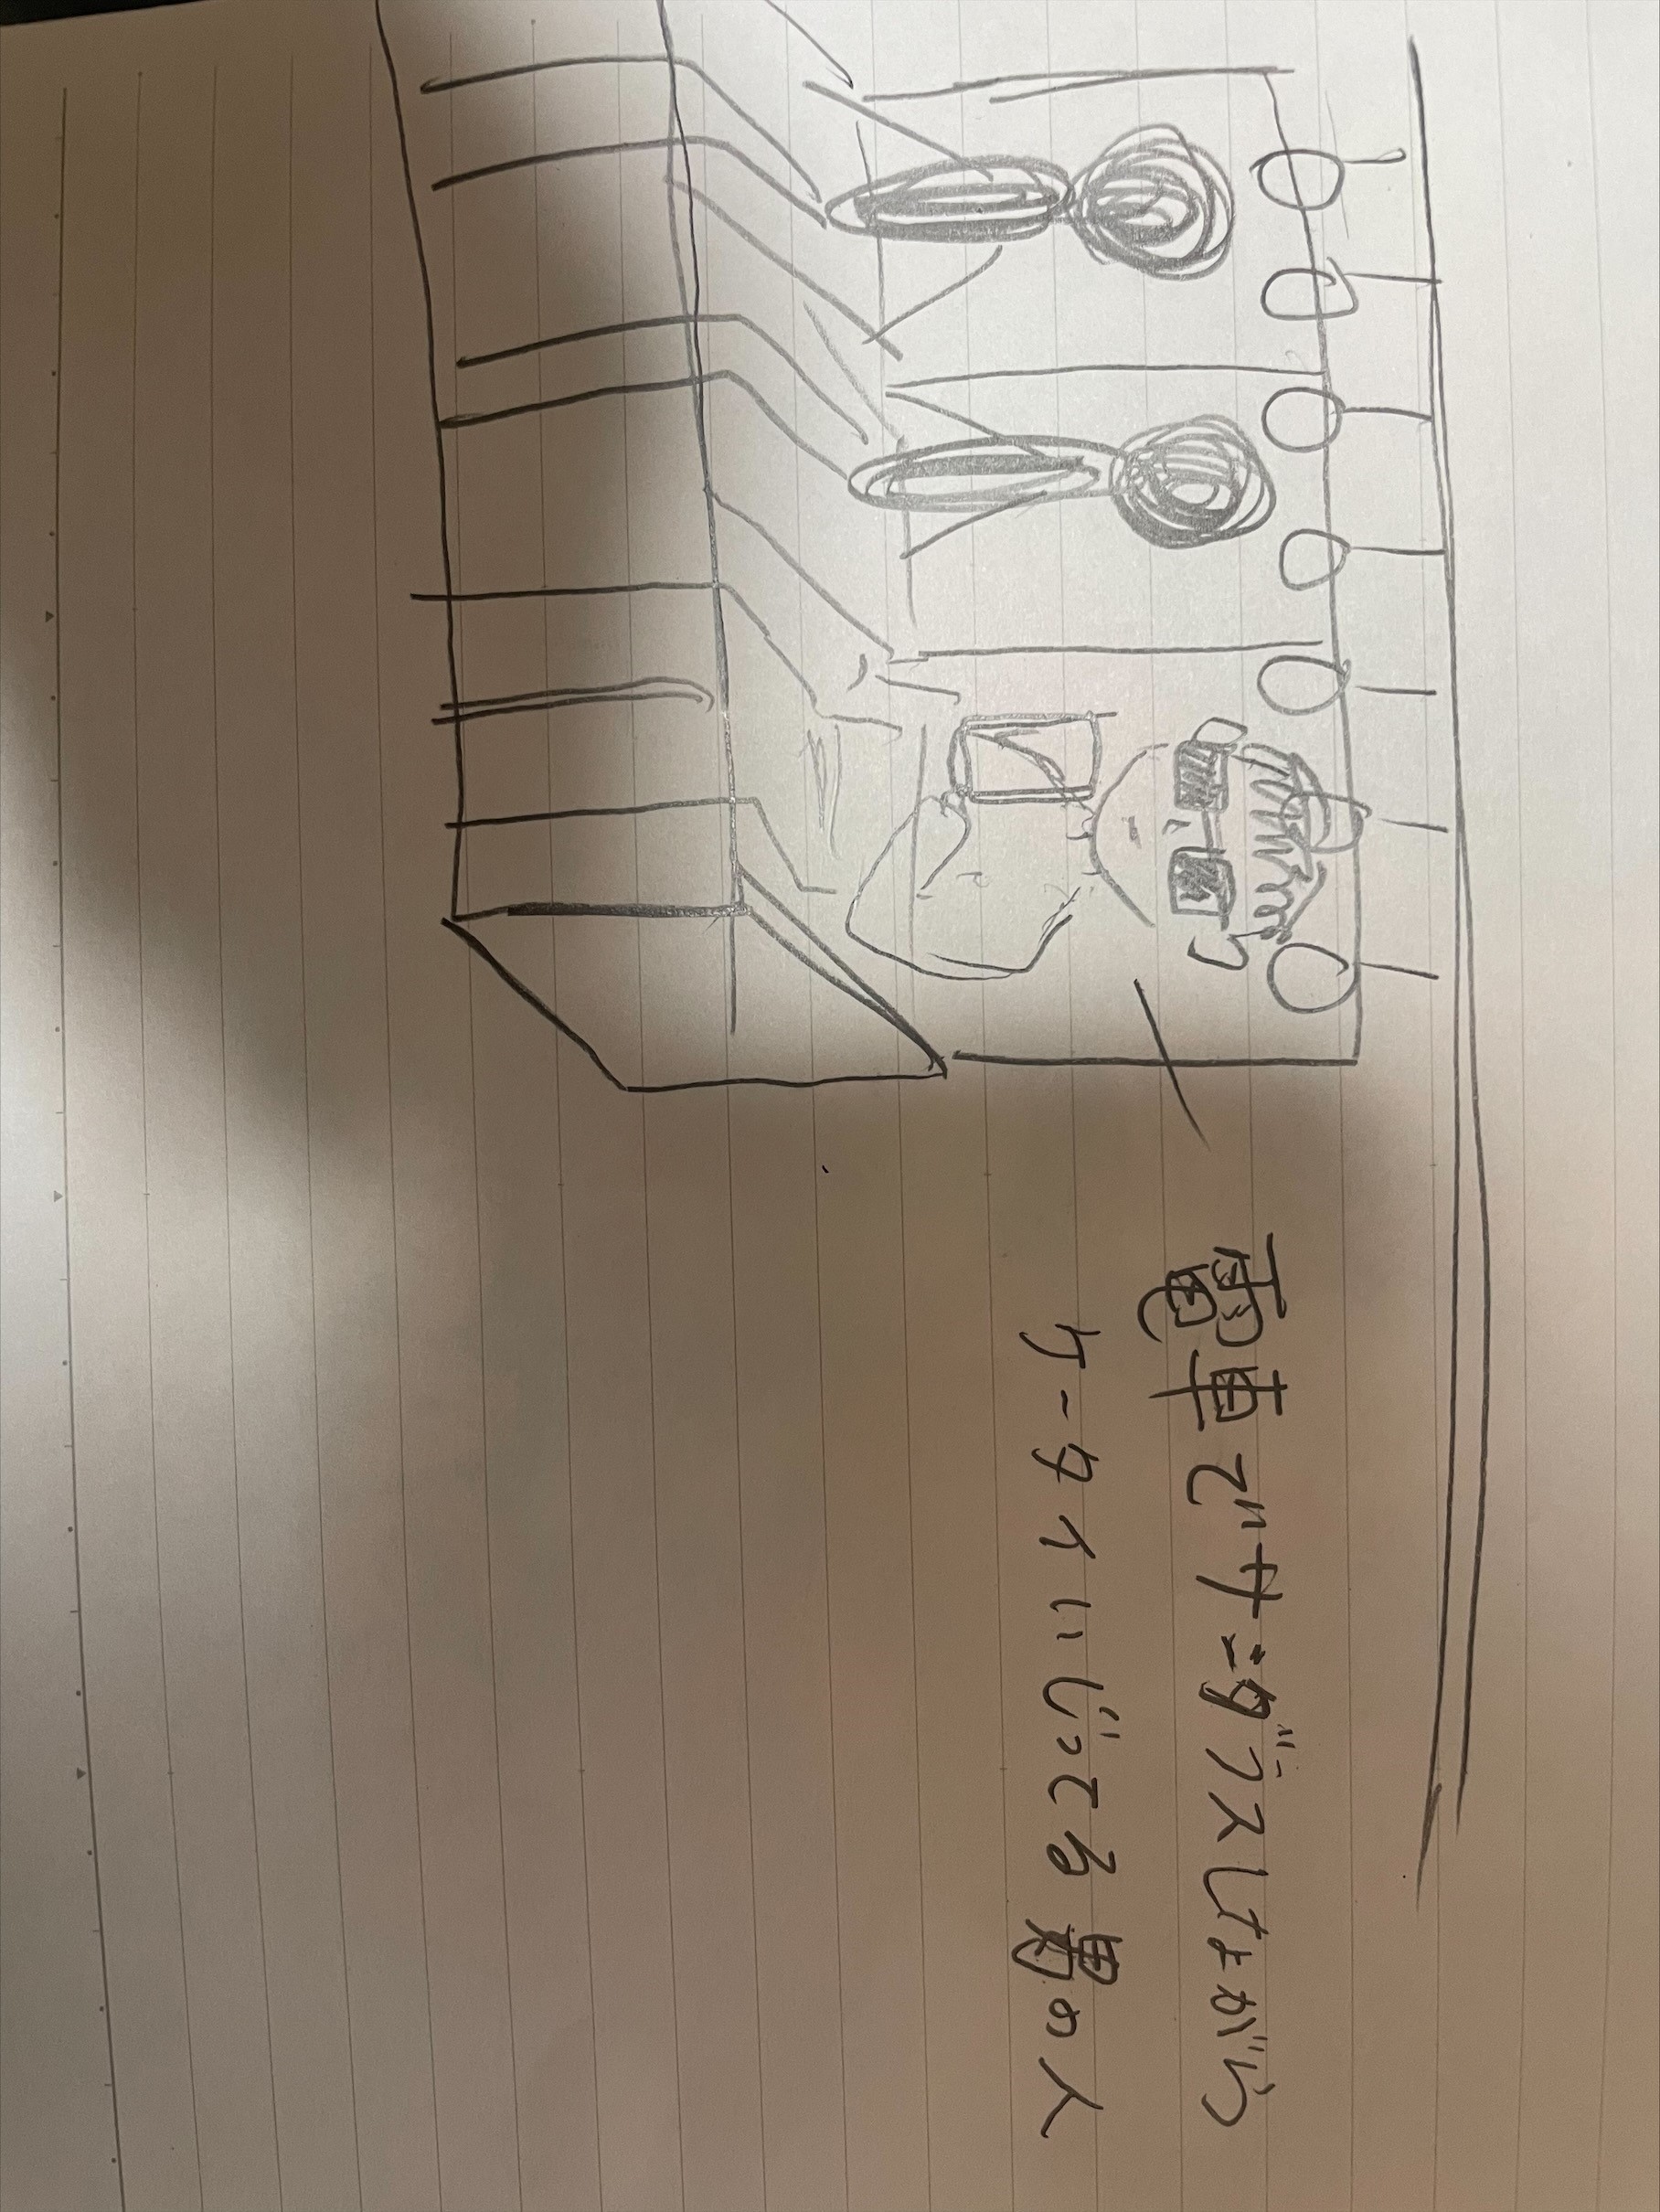 電車でサングラスしながら
ケータイいじってる男の人